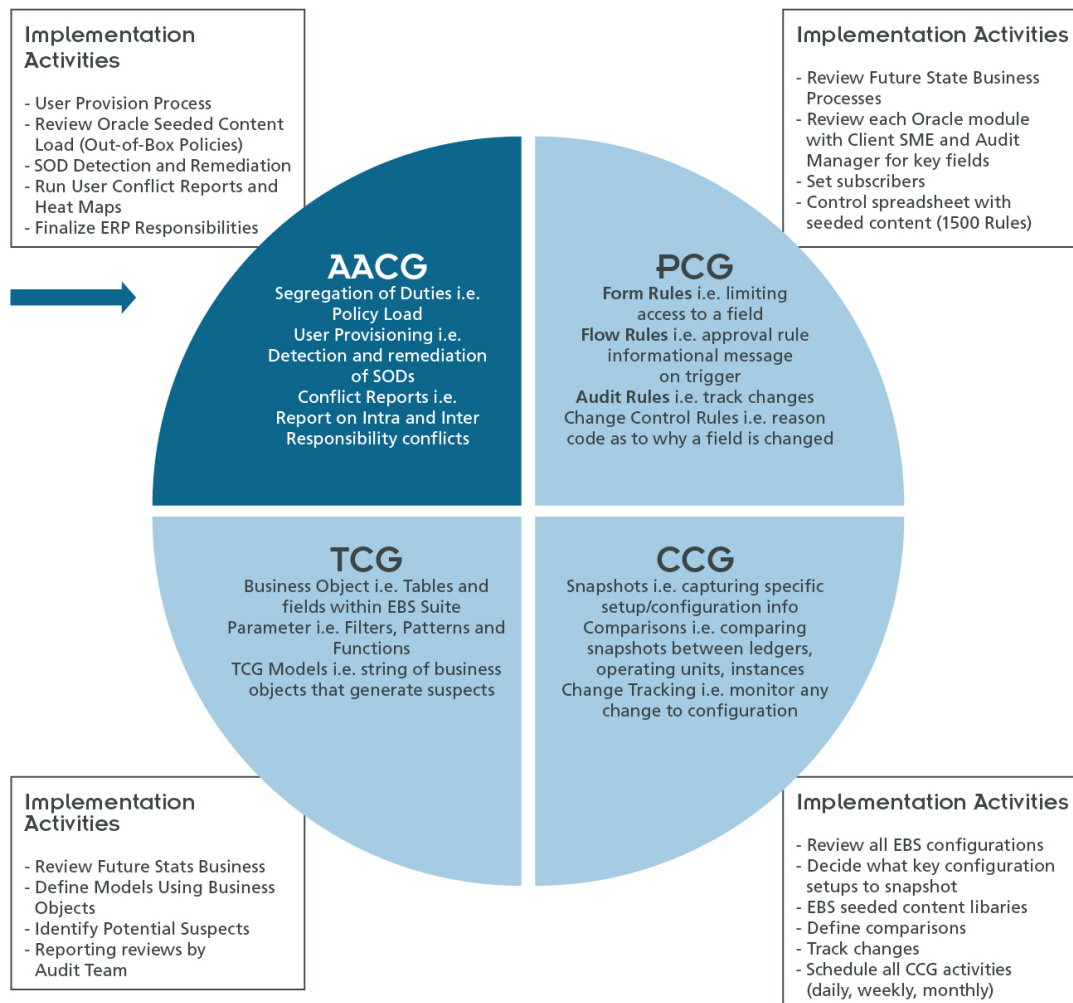 Implementation
Activities
- User Provision Process
- Review Oracle Seeded Content
Load (Out-of-Box Policies)
- SOD Detection and Remediation
- Run User Conflict Reports and
Heat Maps
- Finalize ERP Responsibilities
Implementation Activities
- Review Future State Business
Processes
- Review each Oracle module
with Client SME and Audit
Manager for key fields
- Set subscribers
- Control spreadsheet with
seeded content (1500 Rules)
AACG
Segregation of Duties i.e.
Policy Load
User Provisioning i.e.
Detection and remediation
of SODs
Conflict Reports i.e.
Report on Intra and Inter
Responsibility conflicts
PCG
Form Rules i.e. limiting
access to a field
Flow Rules i.e. approval rule
informational message
on trigger
Audit Rules i.e. track changes
Change Control Rules i.e. reason
code as to why a field is changed
TCG
Business Object i.e. Tables and
fields within EBS Suite
Parameter i.e. Filters, Patterns and
Functions
TCG Models i.e. string of business
objects that generate suspects
CCG
Snapshots i.e. capturing specific
setup/configuration info
Comparisons i.e. comparing
snapshots between ledgers,
operating units, instances
Change Tracking i.e. monitor any
change to configuration
Implementation
Activities
- Review Future Stats Business
- Define Models Using Business
Objects
- Identify Potential Suspects
- Reporting reviews by
Audit Team
Implementation Activities
- Review all EBS configurations
- Decide what key configuration
setups to snapshot
- EBS seeded content libaries
- Define comparisons
- Track changes
- Schedule all CCG activities
(daily, weekly, monthly)